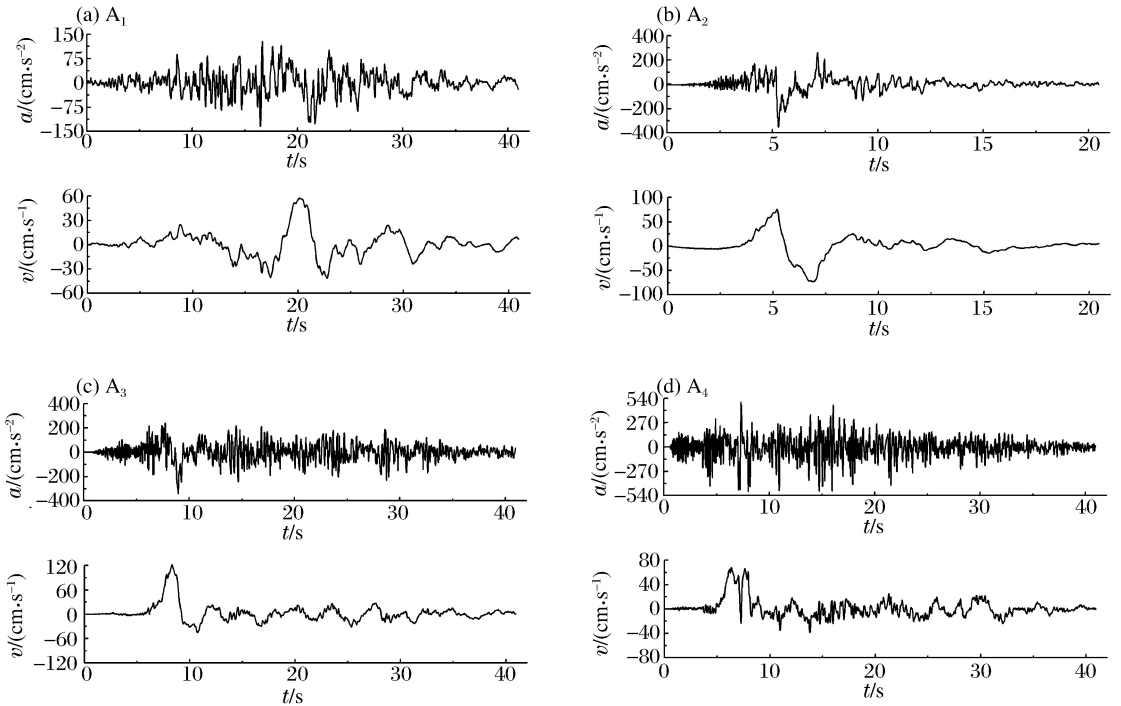 (a) A₁
150
75
0
−75
−150
a/(cm·s⁻²)
0 10 20 30 40
t/s
60
30
0
−30
−60
v/(cm·s⁻¹)
0 10 20 30 40
t/s
(b) A₂
400
200
0
−200
−400
a/(cm·s⁻²)
0 5 10 15 20
t/s
100
50
0
−50
−100
v/(cm·s⁻¹)
0 5 10 15 20
t/s
(c) A₃
400
200
0
−200
−400
a/(cm·s⁻²)
0 10 20 30 40
t/s
120
60
0
−60
−120
v/(cm·s⁻¹)
0 10 20 30 40
t/s
(d) A₄
540
270
0
−270
−540
a/(cm·s⁻²)
0 10 20 30 40
t/s
80
40
0
−40
−80
v/(cm·s⁻¹)
0 10 20 30 40
t/s